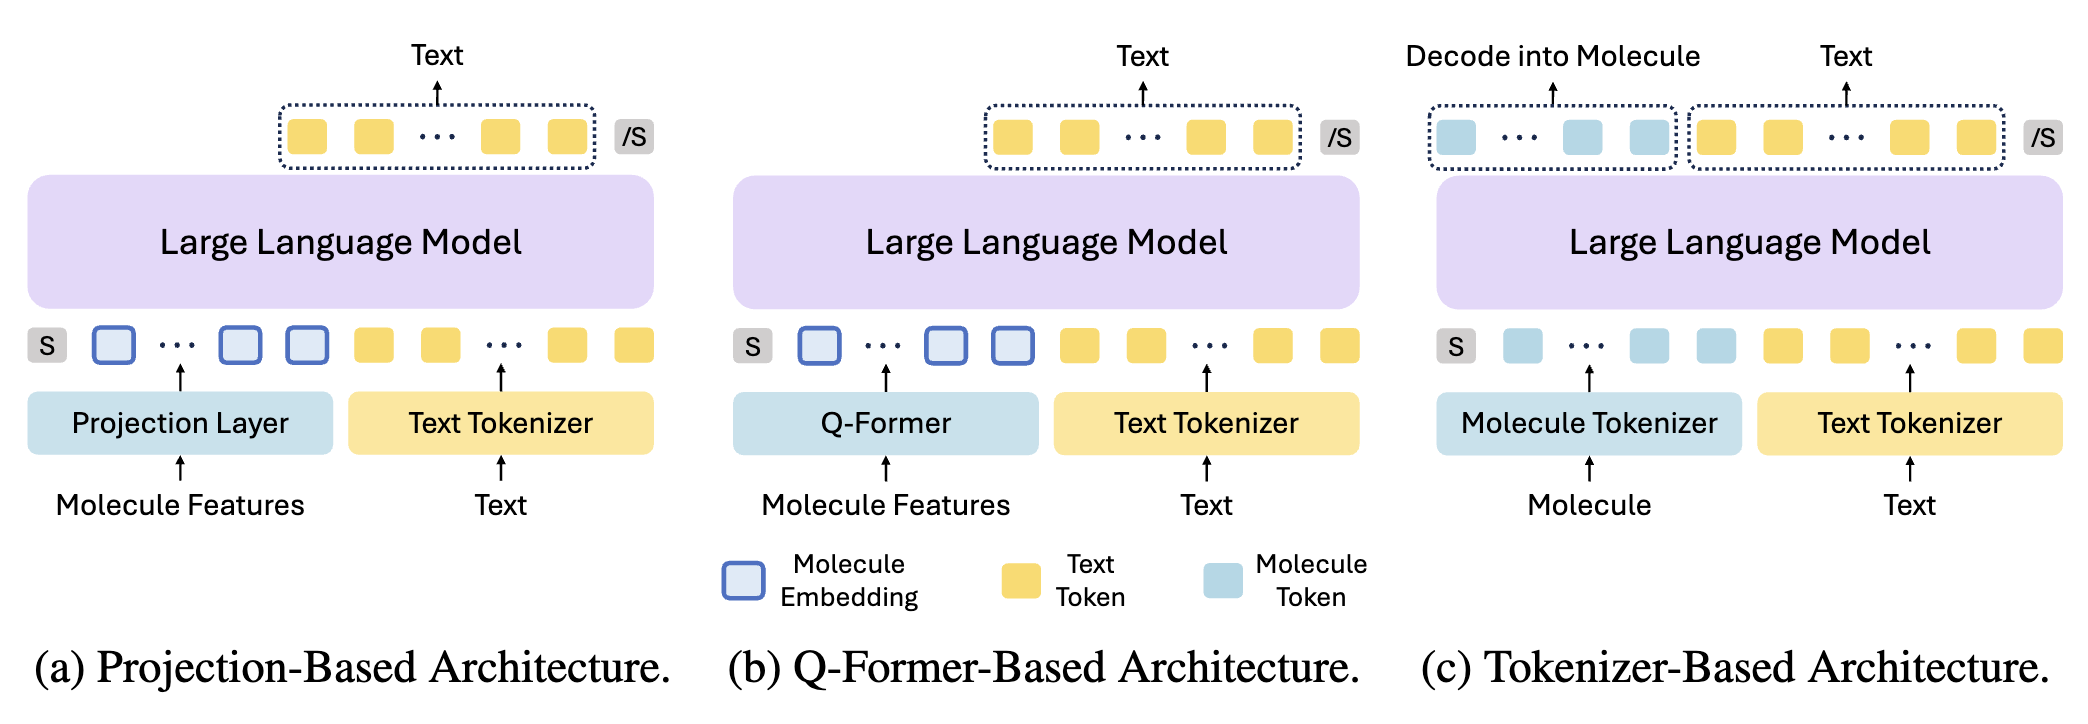 Text
/S
Large Language Model
S
Projection Layer
Text Tokenizer
Molecule Features
Text
(a) Projection-Based Architecture.
Text
/S
Large Language Model
S
Q-Former
Text Tokenizer
Molecule Features
Text
(b) Q-Former-Based Architecture.
Decode into Molecule
Text
/S
Large Language Model
S
Molecule Tokenizer
Text Tokenizer
Molecule
Text
(c) Tokenizer-Based Architecture.
Molecule
Embedding
Text
Token
Molecule
Token